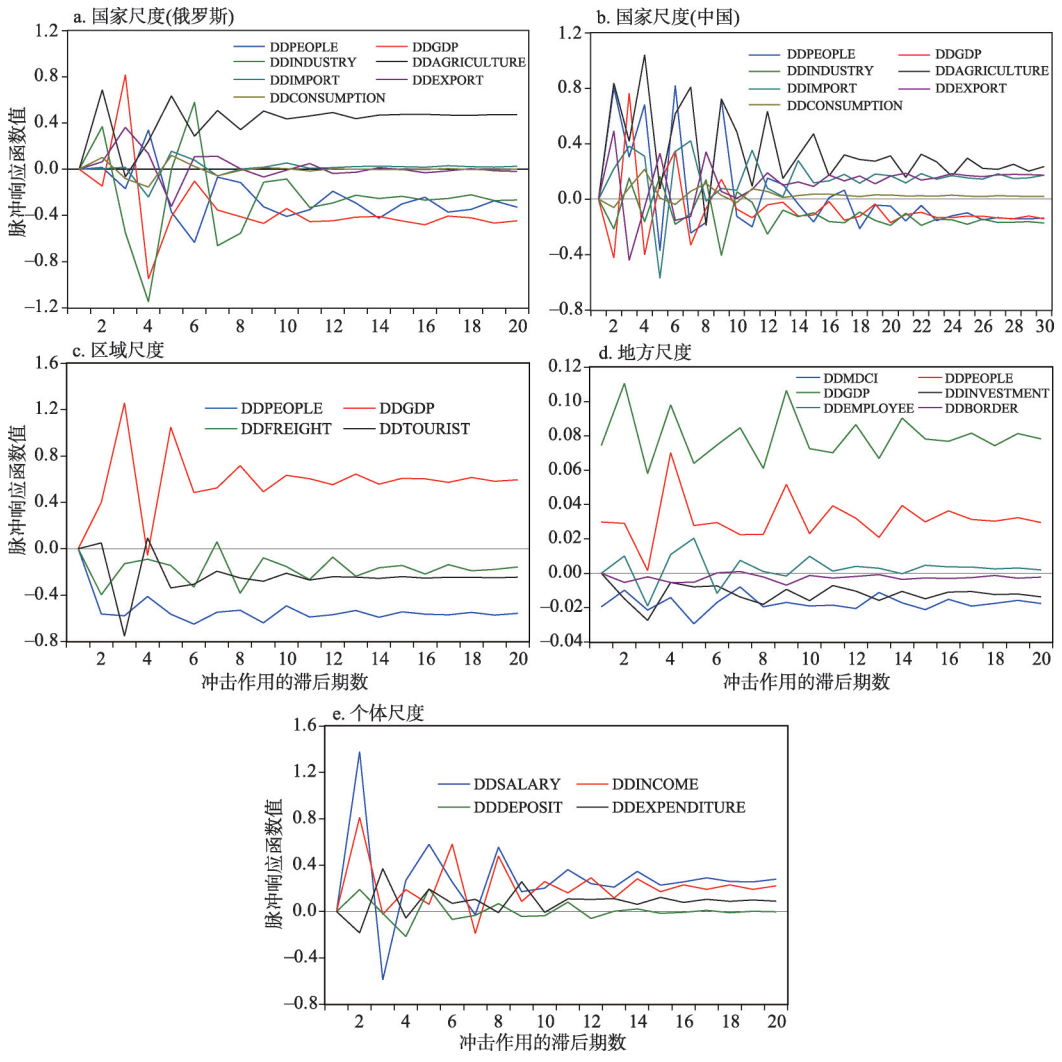 a. 国家尺度(俄罗斯)
脉冲响应函数值
1.2
0.8
0.4
0.0
−0.4
−0.8
−1.2
DDPEOPLE DDGDP
DDINDUSTRY DDAGRICULTURE
DDIMPORT DDEXPORT
DDCONSUMPTION
2 4 6 8 10 12 14 16 18 20
b. 国家尺度(中国)
1.2
0.8
0.4
0.0
−0.4
−0.8
DDPEOPLE DDGDP
DDINDUSTRY DDAGRICULTURE
DDIMPORT DDEXPORT
DDCONSUMPTION
2 4 6 8 10 12 14 16 18 20 22 24 26 28 30
c. 区域尺度
脉冲响应函数值
1.6
1.2
0.8
0.4
0.0
−0.4
−0.8
DDPEOPLE DDGDP
DDFREIGHT DDTOURIST
2 4 6 8 10 12 14 16 18 20
冲击作用的滞后期数
d. 地方尺度
0.12
0.10
0.08
0.06
0.04
0.02
0.00
−0.02
−0.04
DDMDCI DDPEOPLE
DDGDP DDINVESTMENT
DDEMPLOYEE DDBORDER
2 4 6 8 10 12 14 16 18 20
冲击作用的滞后期数
e. 个体尺度
脉冲响应函数值
1.6
1.2
0.8
0.4
0.0
−0.4
−0.8
DDSALARY DDINCOME
DDDEPOSIT DDEXPENDITURE
2 4 6 8 10 12 14 16 18 20
冲击作用的滞后期数